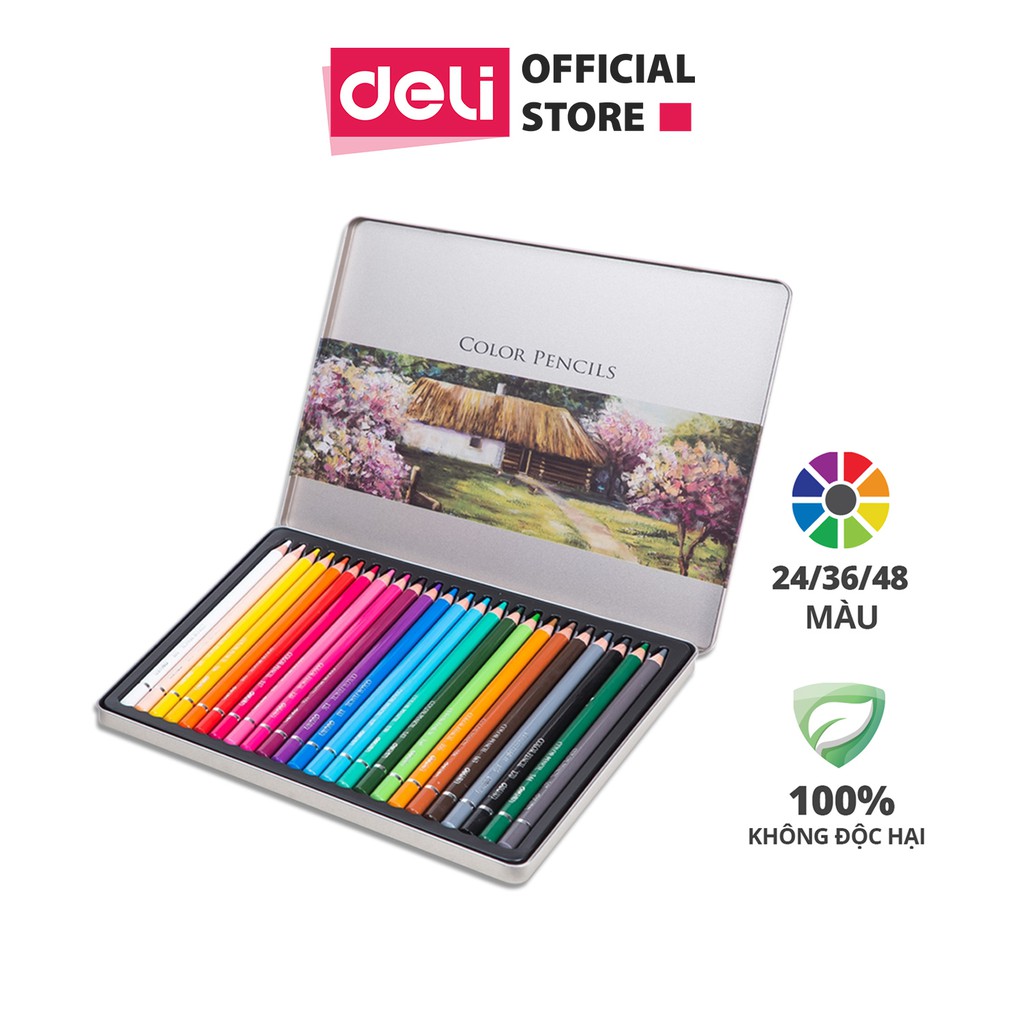 deli
OFFICIAL
STORE
COLOR PENCILS
24/36/48
MÀU
100%
KHÔNG ĐỘC HẠI